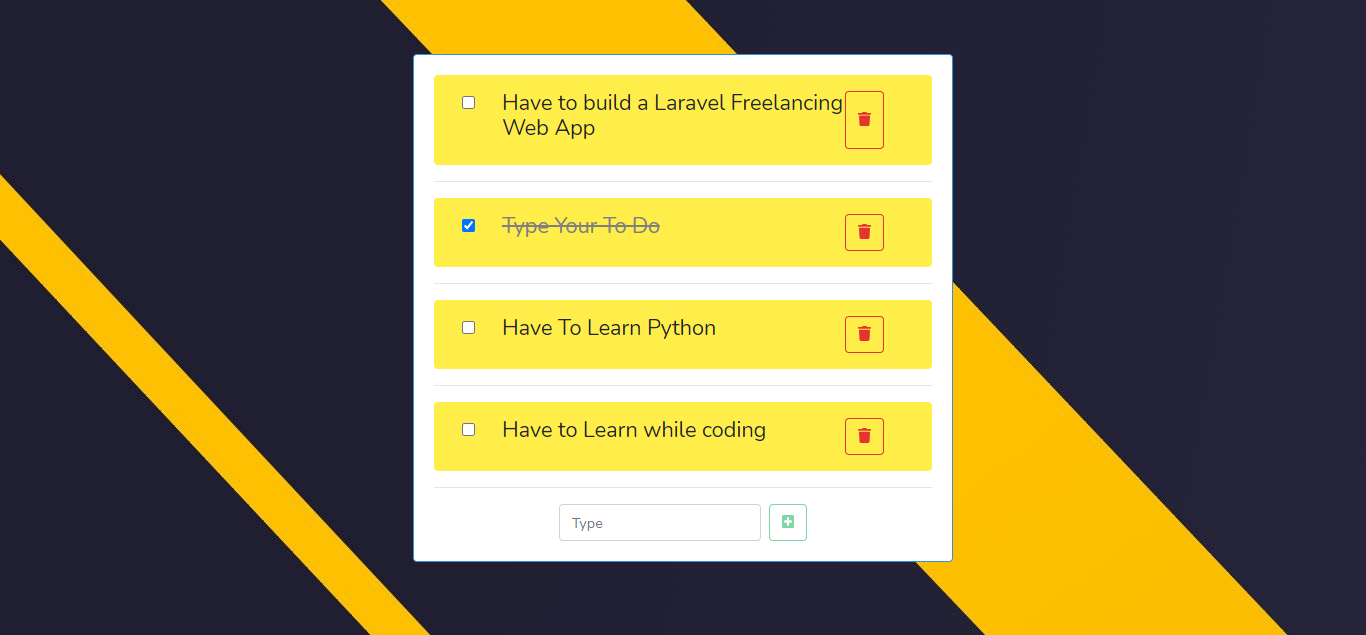 Have to build a Laravel Freelancing
Web App
Type Your To Do
Have To Learn Python
Have to Learn while coding
Type